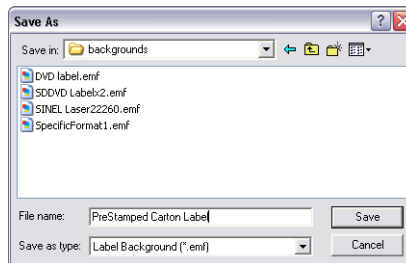 Save As
Save in: backgrounds
DVD label.emf
SDDVD Labelx2.emf
SINEL Laser22260.emf
SpecificFormat1.emf
File name: PreStamped Carton Label Save
Save as type: Label Background (*.emf) Cancel